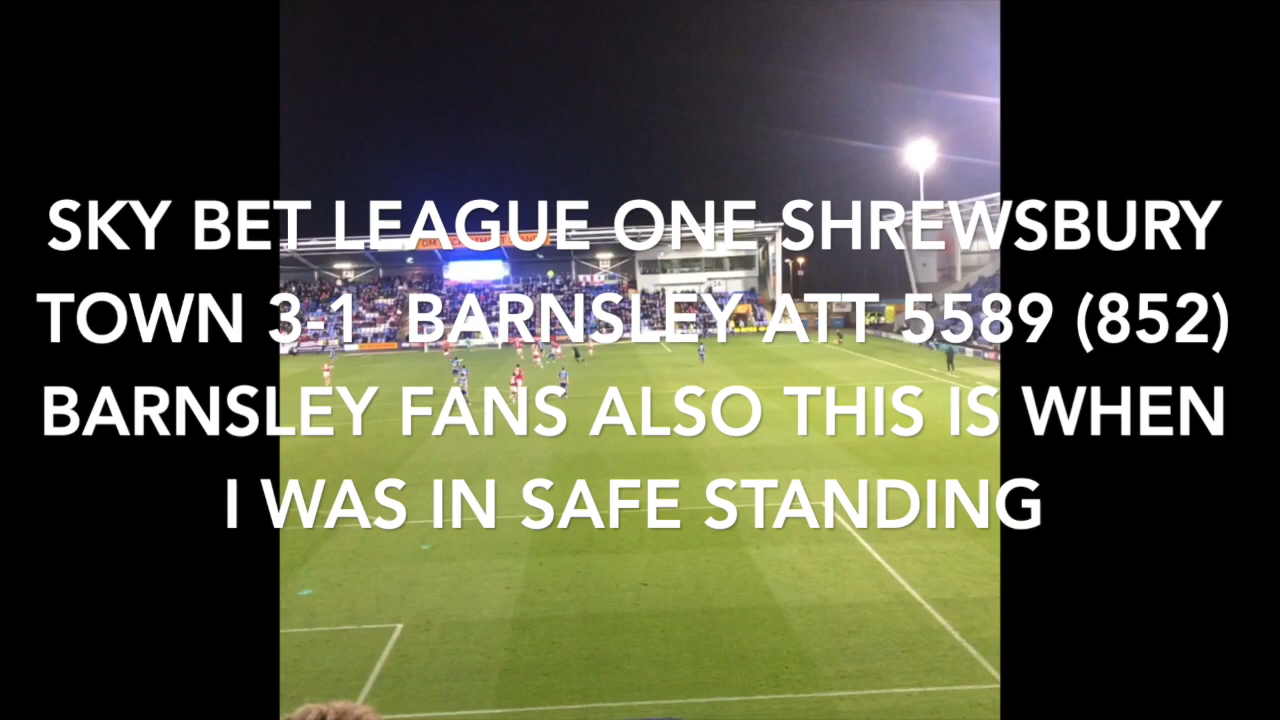 SKY BET LEAGUE ONE SHREWSBURY
TOWN 3-1 BARNSLEY ATT 5589 (852)
BARNSLEY FANS ALSO THIS IS WHEN
I WAS IN SAFE STANDING